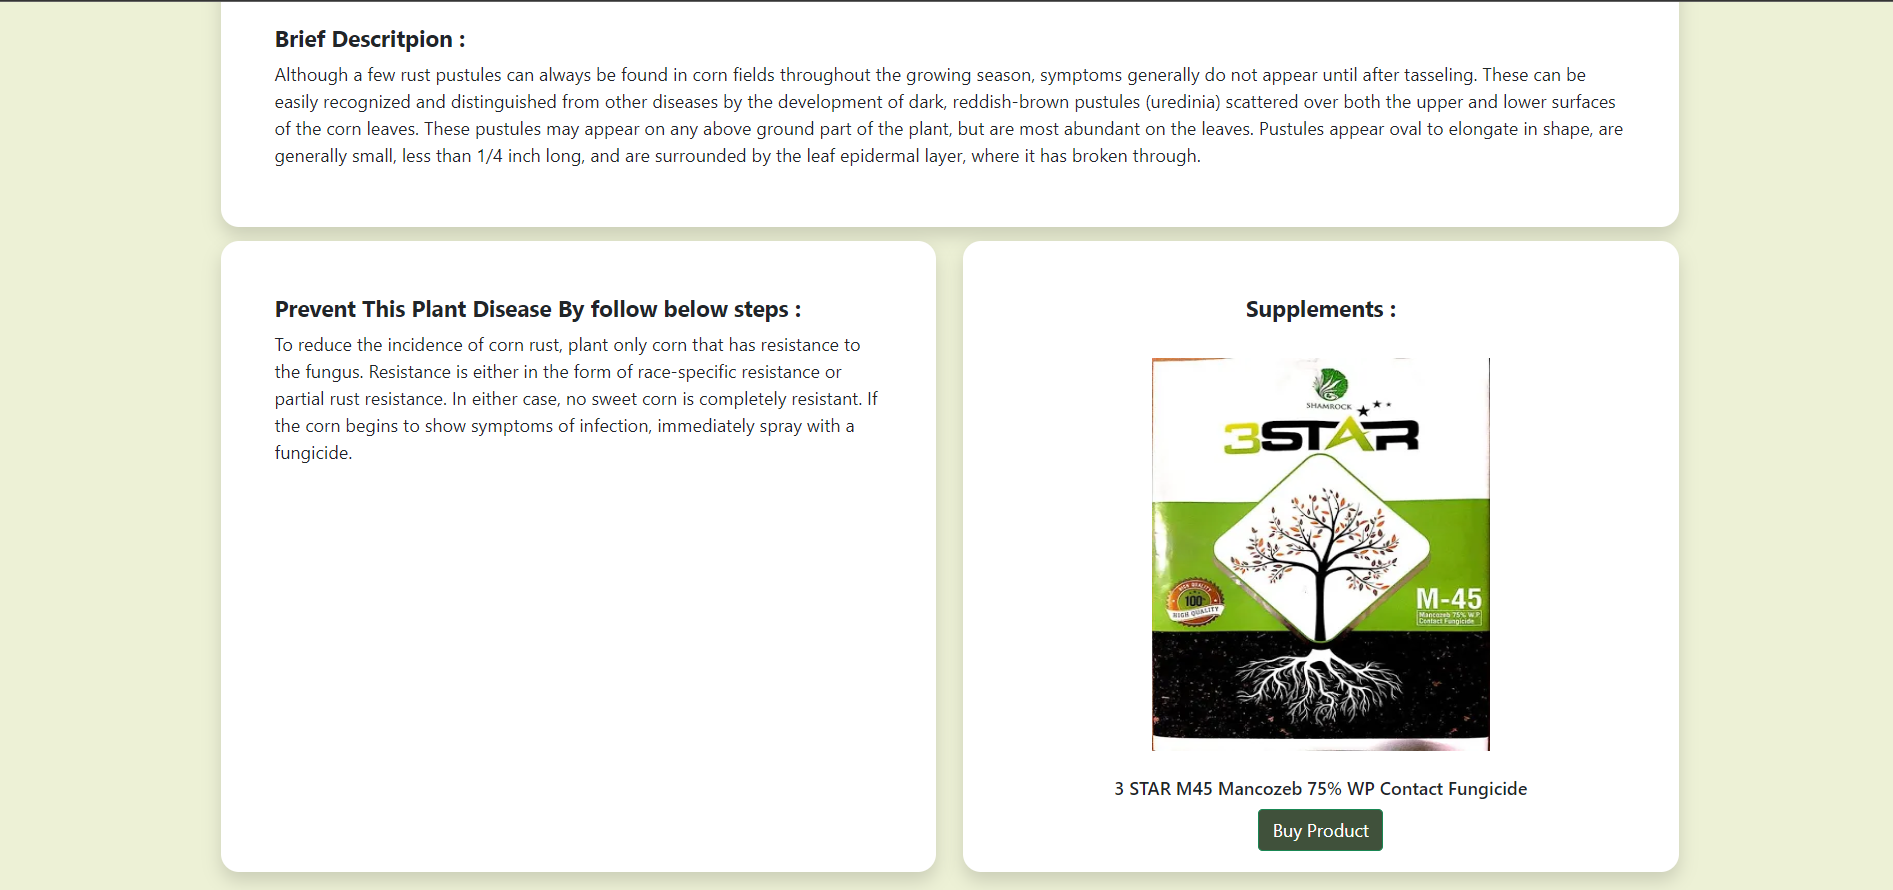 Brief Descritpion :
Although a few rust pustules can always be found in corn fields throughout the growing season, symptoms generally do not appear until after tasseling. These can be
easily recognized and distinguished from other diseases by the development of dark, reddish-brown pustules (uredinia) scattered over both the upper and lower surfaces
of the corn leaves. These pustules may appear on any above ground part of the plant, but are most abundant on the leaves. Pustules appear oval to elongate in shape, are
generally small, less than 1/4 inch long, and are surrounded by the leaf epidermal layer, where it has broken through.
Prevent This Plant Disease By follow below steps :
To reduce the incidence of corn rust, plant only corn that has resistance to
the fungus. Resistance is either in the form of race-specific resistance or
partial rust resistance. In either case, no sweet corn is completely resistant. If
the corn begins to show symptoms of infection, immediately spray with a
fungicide.
Supplements :
SHAMROCK
3STAR
HIGH QUALITY
100%
HIGH QUALITY
M-45
Mancozeb 75% W.P.
Contact Fungicide
3 STAR M45 Mancozeb 75% WP Contact Fungicide
Buy Product